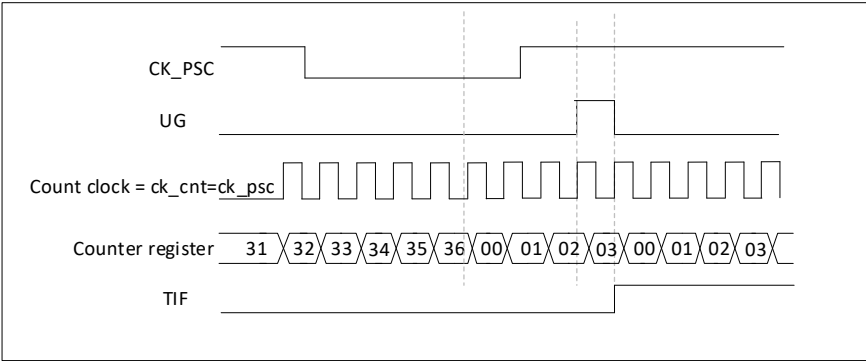 CK_PSC
UG
Count clock = ck_cnt=ck_psc
Counter register 31 32 33 34 35 36 00 01 02 03 00 01 02 03
TIF